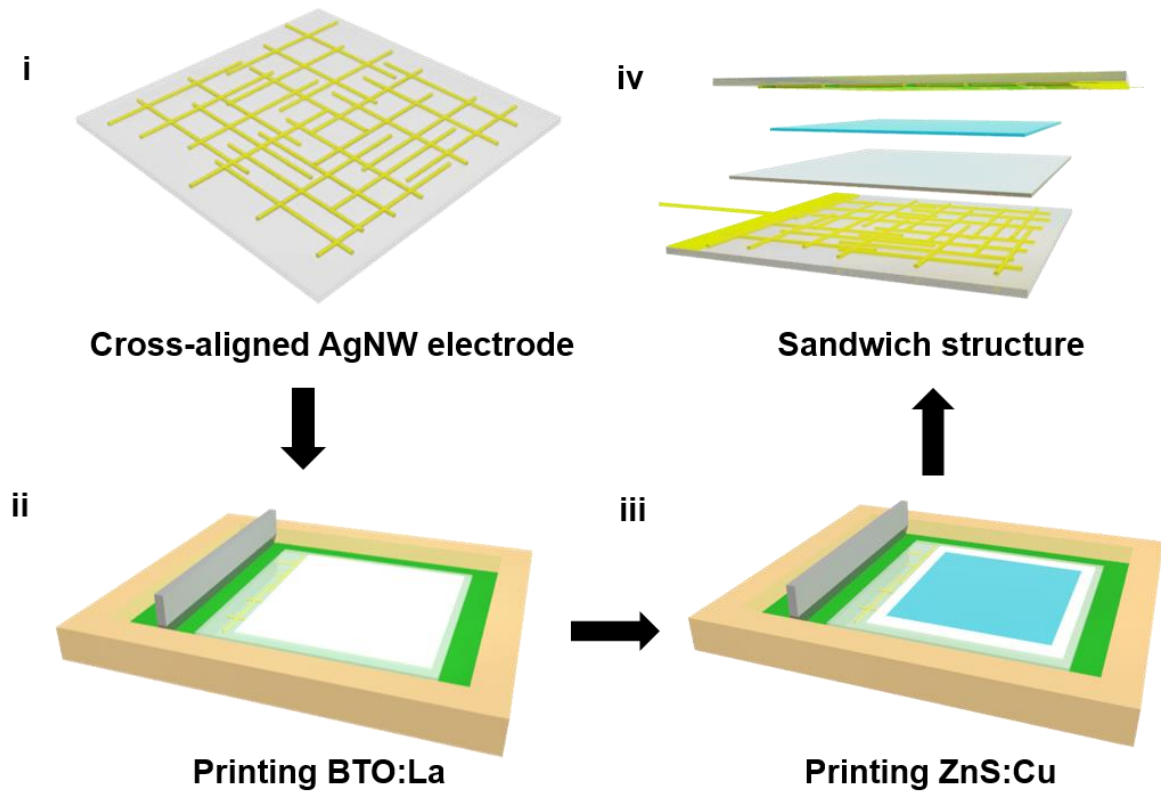 i
iv
Cross-aligned AgNW electrode
Sandwich structure
ii
iii
Printing BTO:La
Printing ZnS:Cu